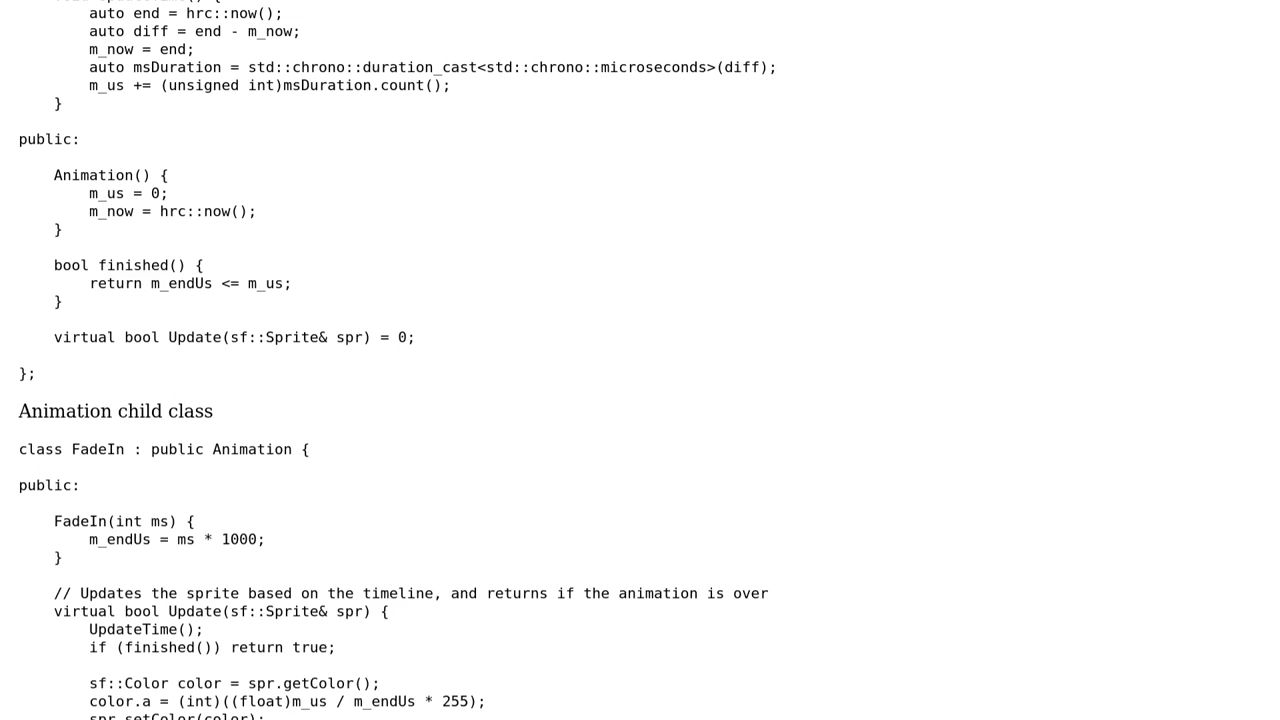 auto end = hrc::now();
auto diff = end - m_now;
m_now = end;
auto msDuration = std::chrono::duration_cast<std::chrono::microseconds>(diff);
m_us += (unsigned int)msDuration.count();
}
public:
Animation() {
m_us = 0;
m_now = hrc::now();
}
bool finished() {
return m_endUs <= m_us;
}
virtual bool Update(sf::Sprite& spr) = 0;
};
Animation child class
class FadeIn : public Animation {
public:
FadeIn(int ms) {
m_endUs = ms * 1000;
}
// Updates the sprite based on the timeline, and returns if the animation is over
virtual bool Update(sf::Sprite& spr) {
UpdateTime();
if (finished()) return true;
sf::Color color = spr.getColor();
color.a = (int)((float)m_us / m_endUs * 255);
spr.setColor(color);